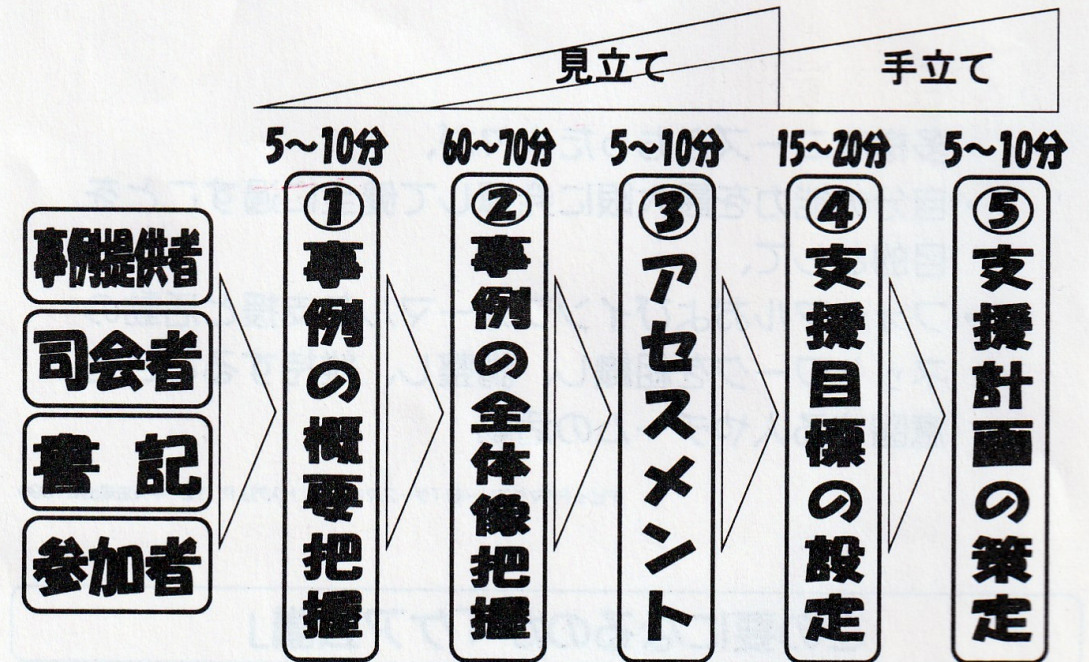 見立て
手立て
5～10分
60～70分
5～10分
15～20分
5～10分
事例提供者
司会者
書記
参加者
①事例の概要把握
②事例の全体像把握
③アセスメント
④支援目標の設定
⑤支援計画の策定